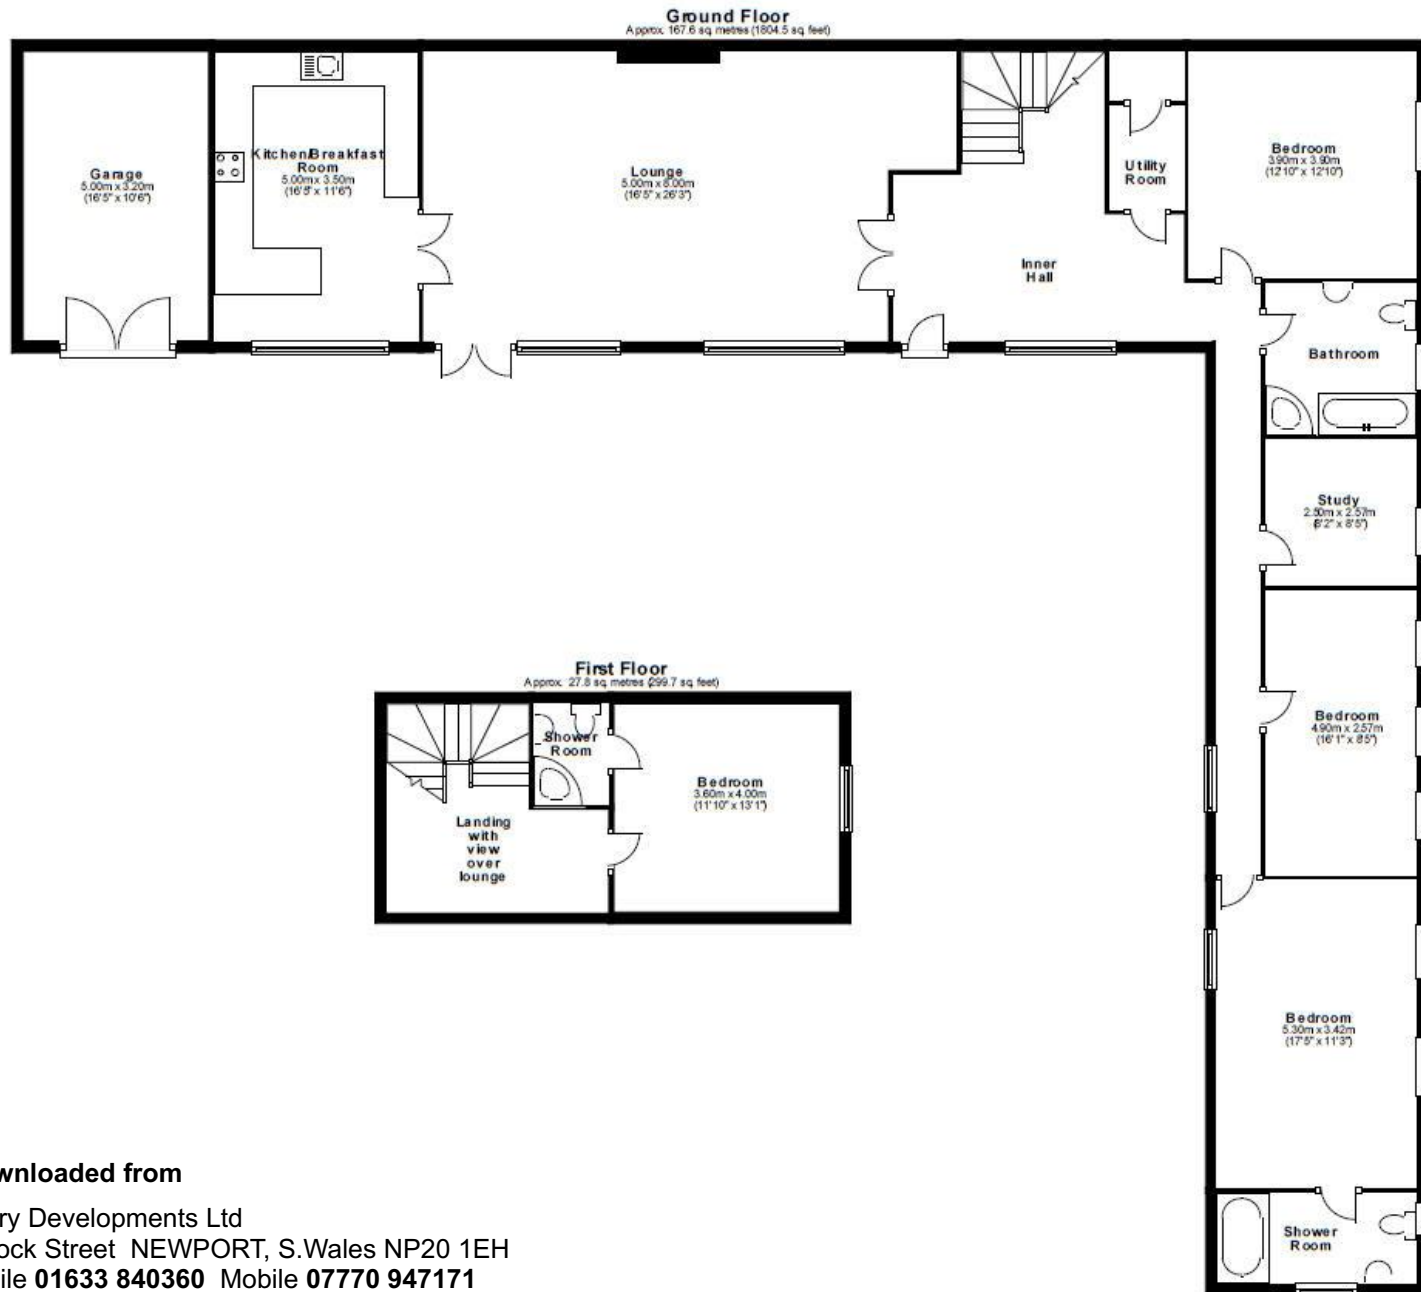 Ground Floor
Approx. 167.6 sq. metres (1804.5 sq. feet)
Garage
5.00m x 3.20m
(16'5" x 10'6")
Kitchen/Breakfast
Room
5.00m x 3.50m
(16'5" x 11'6")
Lounge
5.00m x 8.00m
(16'5" x 26'3")
Inner
Hall
Utility
Room
Bedroom
3.90m x 3.90m
(12'10" x 12'10")
Bathroom
Study
2.50m x 2.57m
(8'2" x 8'5")
Bedroom
4.90m x 2.57m
(16'1" x 8'5")
Bedroom
5.30m x 3.42m
(17'5" x 11'3")
Shower
Room
First Floor
Approx. 27.8 sq. metres (299.7 sq. feet)
Shower
Room
Bedroom
3.60m x 4.00m
(11'10" x 13'1")
Landing
with
view
over
lounge
wnloaded from
ry Developments Ltd
ock Street NEWPORT, S.Wales NP20 1EH
ile 01633 840360 Mobile 07770 947171